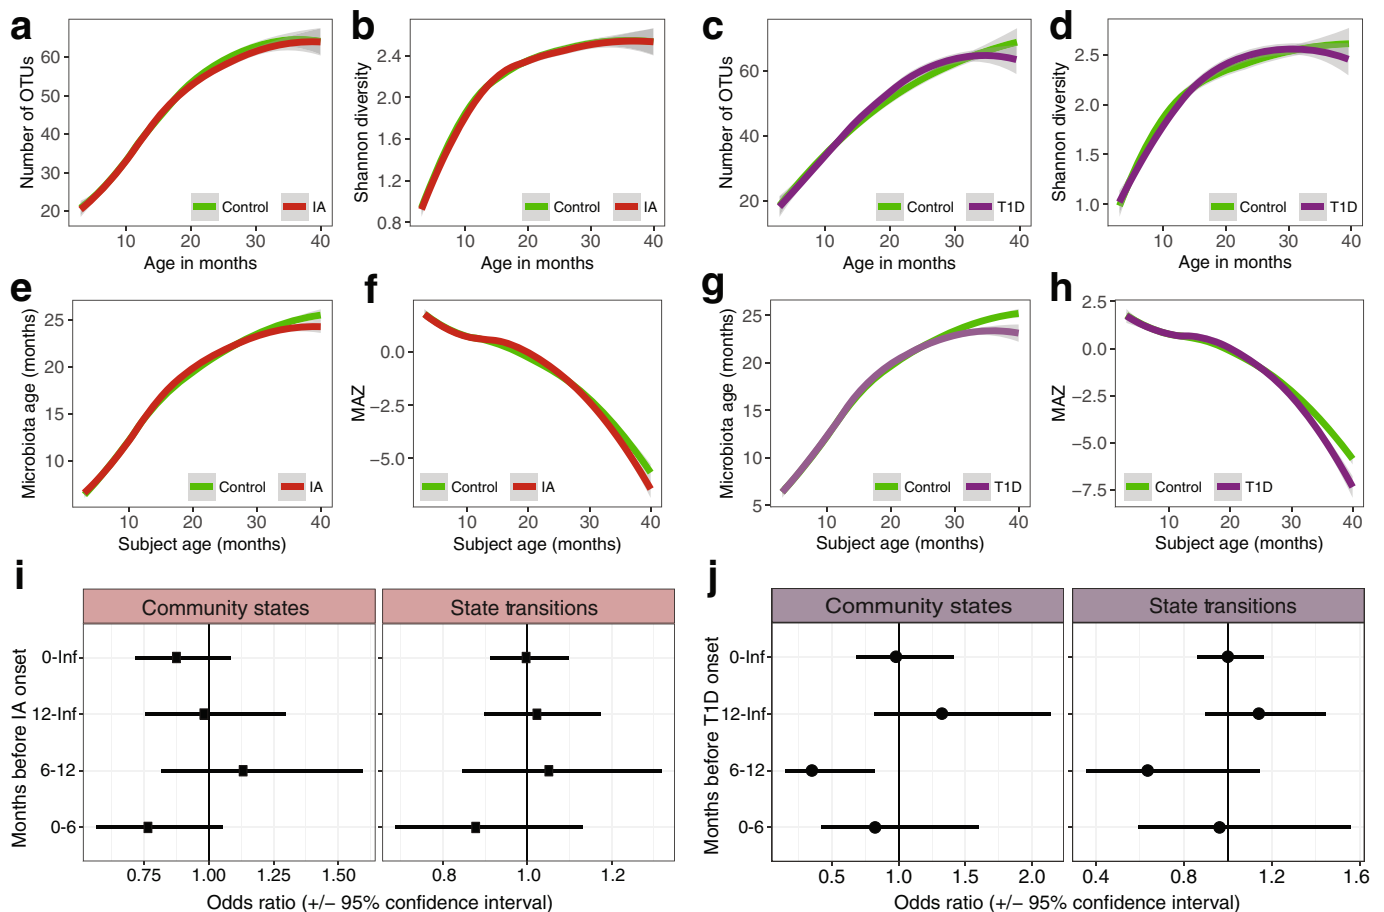 a
Number of OTUs
60
50
40
30
20
Control IA
10 20 30 40
Age in months
b
Shannon diversity
2.4
2.0
1.6
1.2
0.8
Control IA
10 20 30 40
Age in months
c
Number of OTUs
60
40
20
Control T1D
10 20 30 40
Age in months
d
Shannon diversity
2.5
2.0
1.5
1.0
Control T1D
10 20 30 40
Age in months
e
Microbiota age (months)
25
20
15
10
Control IA
10 20 30 40
Subject age (months)
f
MAZ
0.0
−2.5
−5.0
Control IA
10 20 30 40
Subject age (months)
g
Microbiota age (months)
25
20
15
10
5
Control T1D
10 20 30 40
Subject age (months)
h
MAZ
2.5
0.0
−2.5
−5.0
−7.5
Control T1D
10 20 30 40
Subject age (months)
i
Community states State transitions
Months before IA onset
0-Inf
12-Inf
6-12
0-6
0.75 1.00 1.25 1.50 0.8 1.0 1.2
Odds ratio (+/− 95% confidence interval)
j
Community states State transitions
Months before T1D onset
0-Inf
12-Inf
6-12
0-6
0.5 1.0 1.5 2.0 0.4 0.8 1.2 1.6
Odds ratio (+/− 95% confidence interval)